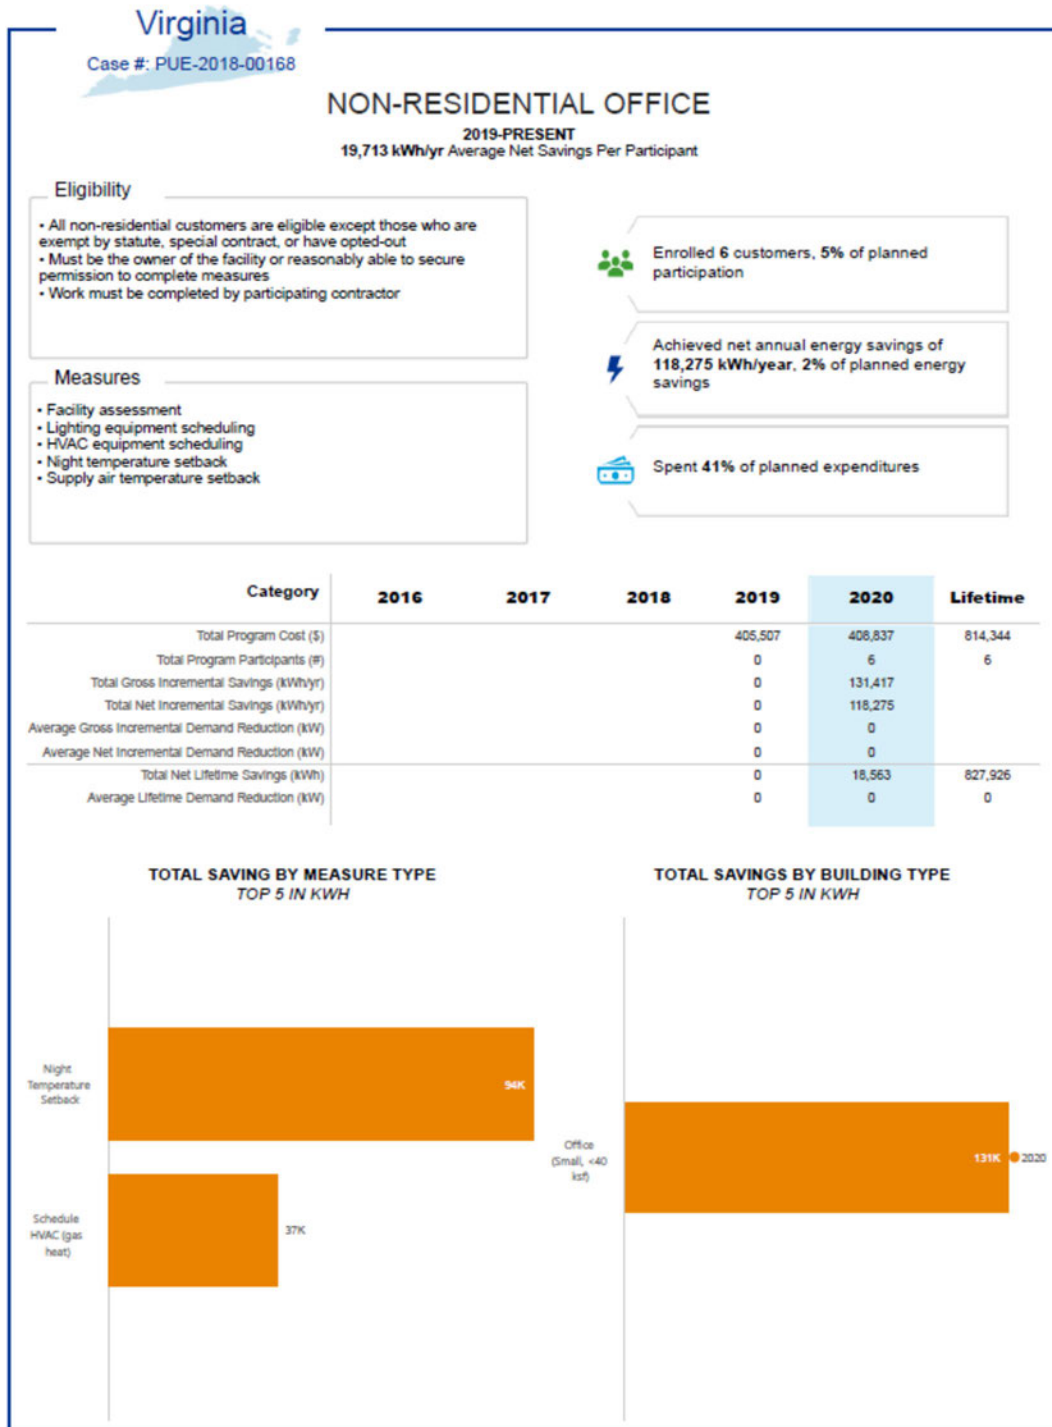 Virginia
Case #: PUE-2018-00168
NON-RESIDENTIAL OFFICE
2019-PRESENT
19,713 kWh/yr Average Net Savings Per Participant
Eligibility
• All non-residential customers are eligible except those who are
exempt by statute, special contract, or have opted-out
• Must be the owner of the facility or reasonably able to secure
permission to complete measures
• Work must be completed by participating contractor
Measures
• Facility assessment
• Lighting equipment scheduling
• HVAC equipment scheduling
• Night temperature setback
• Supply air temperature setback
Enrolled 6 customers, 5% of planned
participation
Achieved net annual energy savings of
118,275 kWh/year, 2% of planned energy
savings
Spent 41% of planned expenditures
Category 2016 2017 2018 2019 2020 Lifetime
Total Program Cost ($) 405,507 408,837 814,344
Total Program Participants (#) 0 6 6
Total Gross Incremental Savings (kWh/yr) 0 131,417
Total Net Incremental Savings (kWh/yr) 0 118,275
Average Gross Incremental Demand Reduction (kW) 0 0
Average Net Incremental Demand Reduction (kW) 0 0
Total Net Lifetime Savings (kWh) 0 18,563 827,926
Average Lifetime Demand Reduction (kW) 0 0 0
TOTAL SAVING BY MEASURE TYPE
TOP 5 IN KWH
Night
Temperature
Setback
94K
Schedule
HVAC (gas
heat)
37K
TOTAL SAVINGS BY BUILDING TYPE
TOP 5 IN KWH
Office
(Small, <40
ksf)
131K 2020